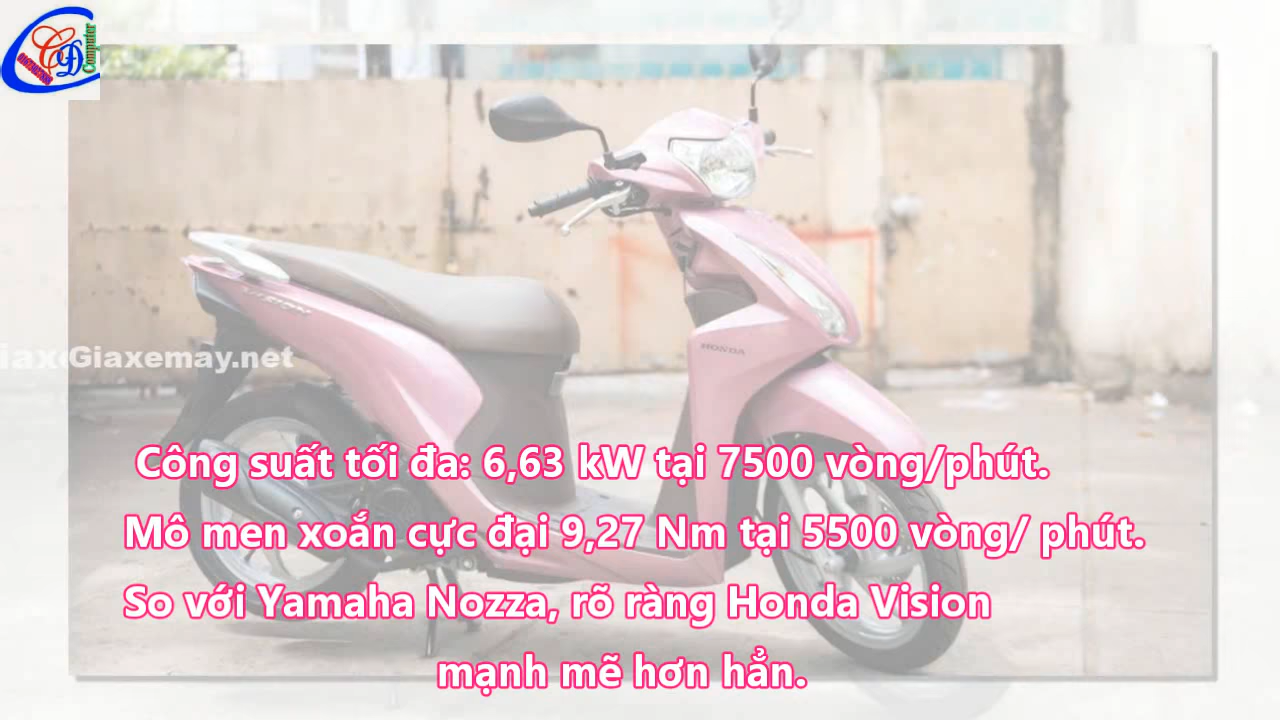 Computer
VISION
HONDA
Giaxemay.net
Công suất tối đa: 6,63 kW tại 7500 vòng/phút.
Mô men xoắn cực đại 9,27 Nm tại 5500 vòng/ phút.
So với Yamaha Nozza, rõ ràng Honda Vision
mạnh mẽ hơn hẳn.